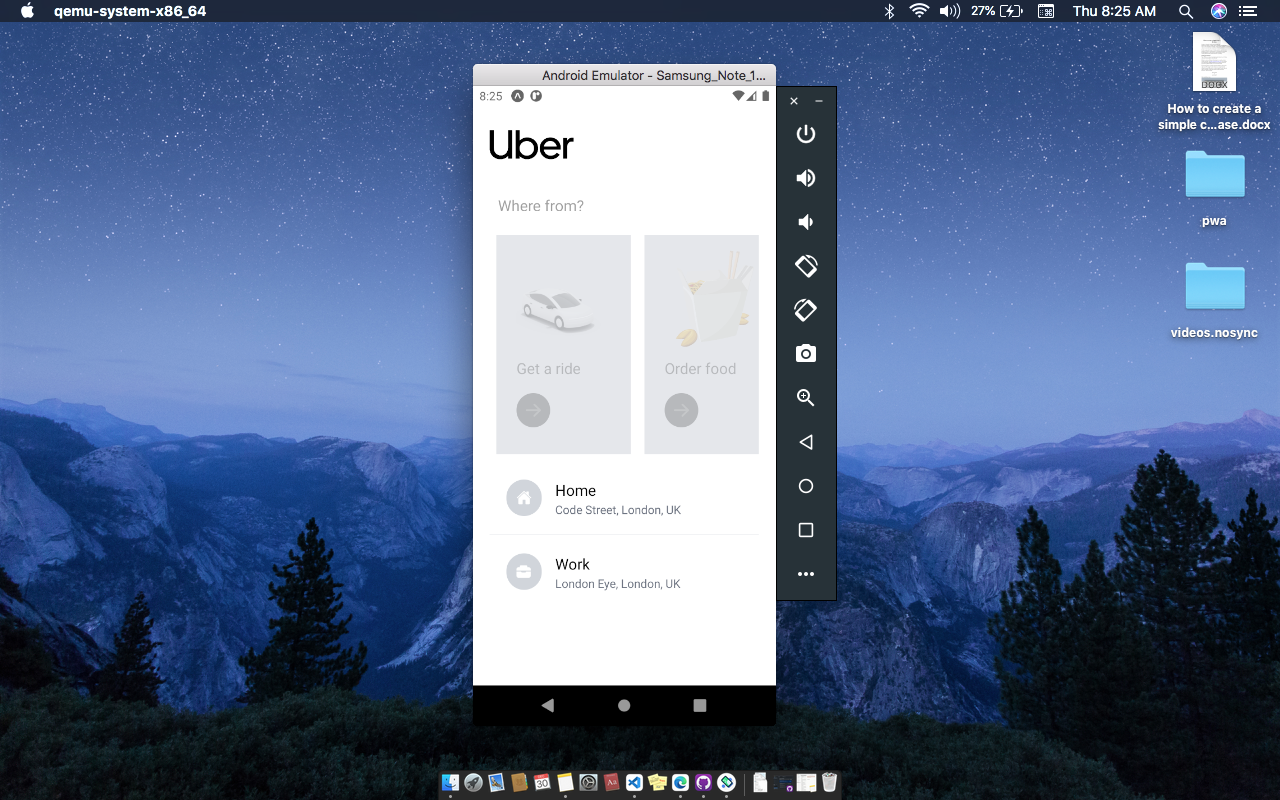 qemu-system-x86_64
27%
Thu 8:25 AM
Android Emulator - Samsung_Note_1...
8:25
Uber
Where from?
Get a ride
Order food
Home
Code Street, London, UK
Work
London Eye, London, UK
DOCX
How to create a
simple c...ase.docx
pwa
videos.nosync
30
Aa